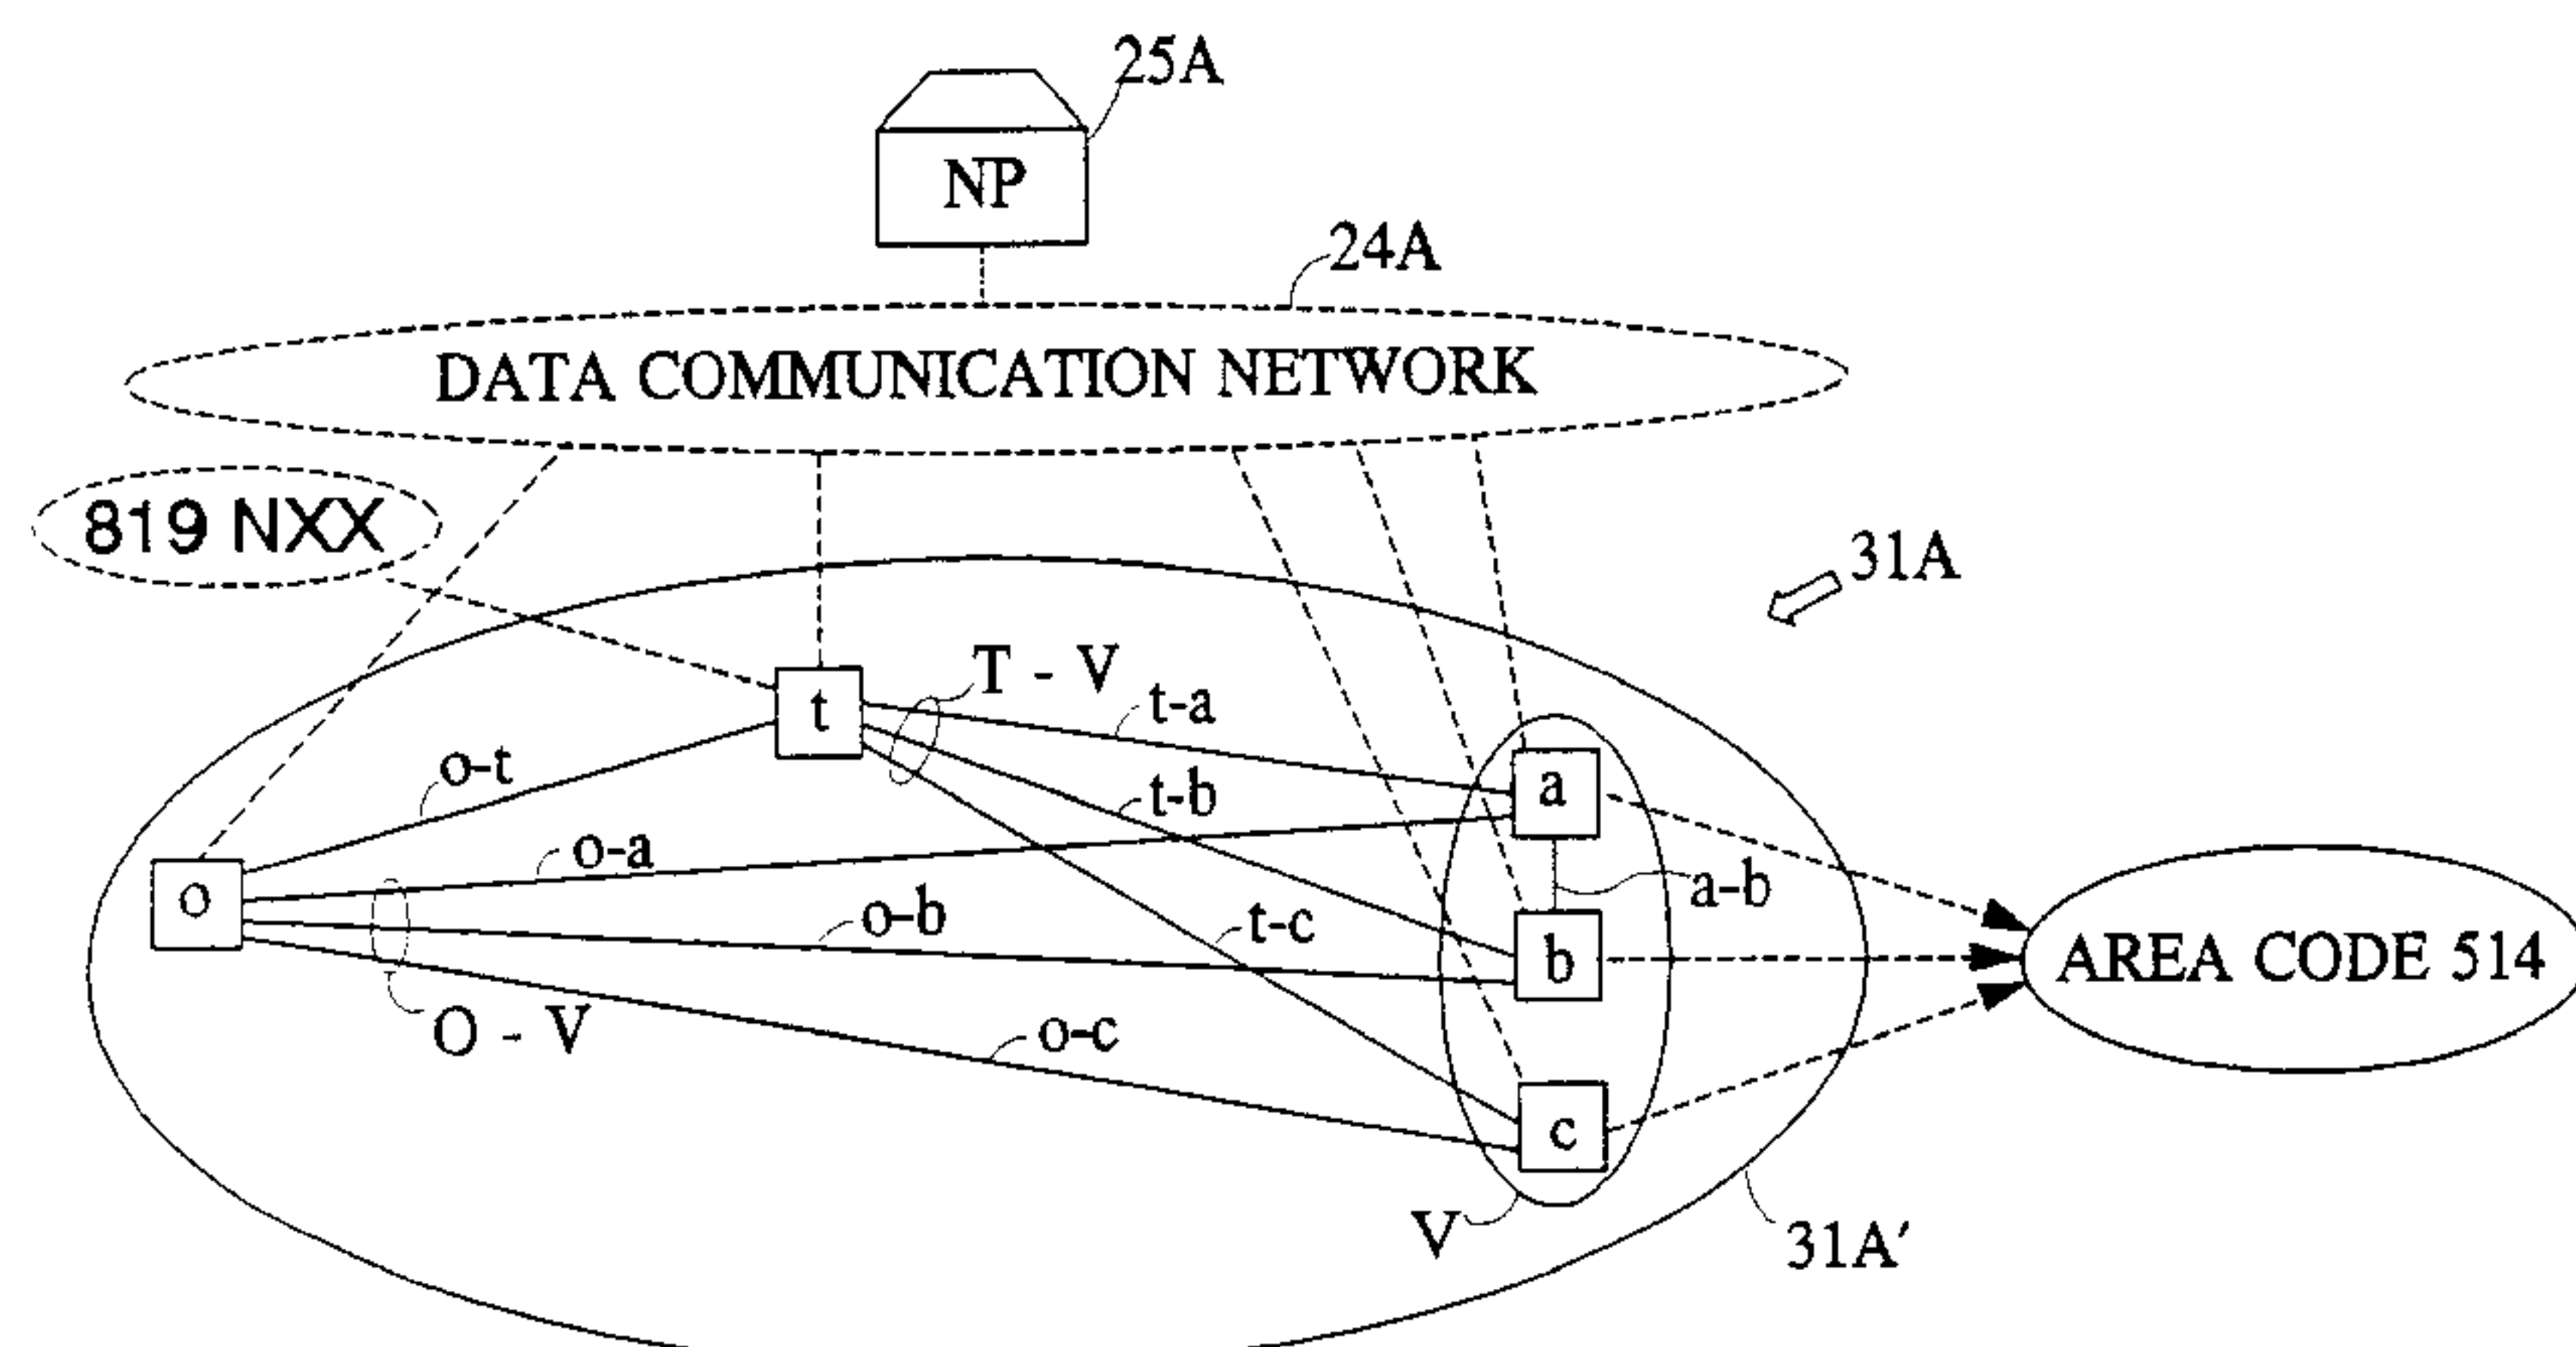 25A
NP
24A
DATA COMMUNICATION NETWORK
819 NXX
31A
T - V
t
t-a
o-t
a
t-b
o-a
a-b
o
o-b
t-c
b
AREA CODE 514
O - V
o-c
c
V
31A'